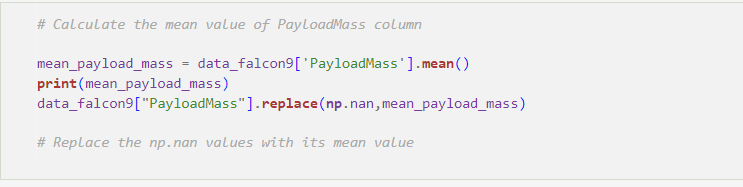 # Calculate the mean value of PayloadMass column
mean_payload_mass = data_falcon9['PayloadMass'].mean()
print(mean_payload_mass)
data_falcon9["PayloadMass"].replace(np.nan,mean_payload_mass)
# Replace the np.nan values with its mean value